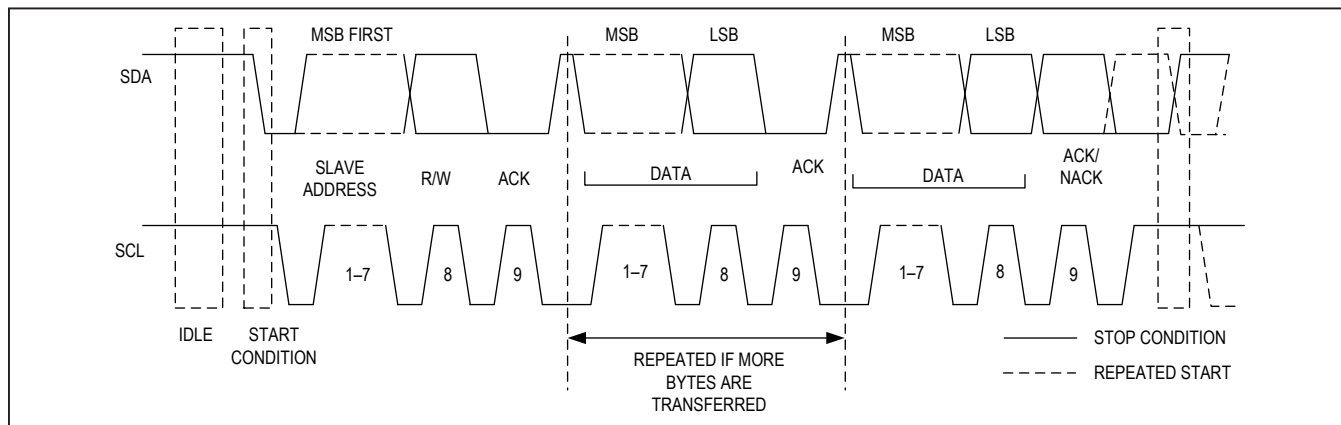 MSB FIRST
MSB
LSB
MSB
LSB
SDA
SLAVE
ADDRESS
R/W
ACK
DATA
ACK
DATA
ACK/
NACK
SCL
1–7
8
9
1–7
8
9
1–7
8
9
IDLE
START
CONDITION
REPEATED IF MORE
BYTES ARE
TRANSFERRED
STOP CONDITION
REPEATED START